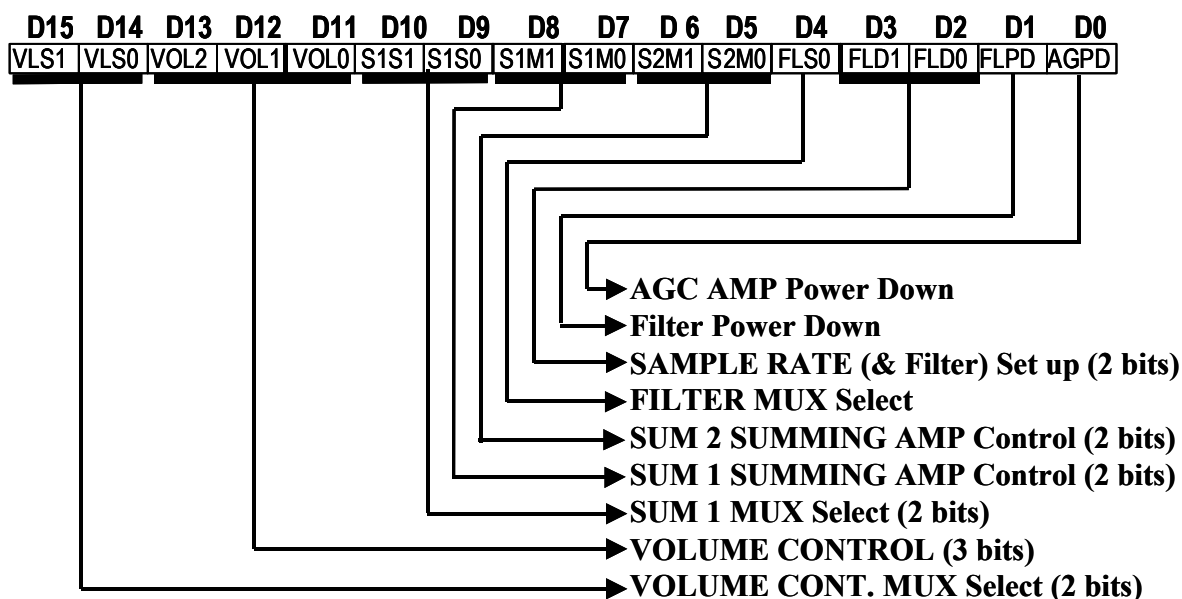 D15 D14 D13 D12 D11 D10 D9 D8 D7 D 6 D5 D4 D3 D2 D1 D0
VLS1 VLS0 VOL2 VOL1 VOL0 S1S1 S1S0 S1M1 S1M0 S2M1 S2M0 FLS0 FLD1 FLD0 FLPD AGPD
AGC AMP Power Down
Filter Power Down
SAMPLE RATE (& Filter) Set up (2 bits)
FILTER MUX Select
SUM 2 SUMMING AMP Control (2 bits)
SUM 1 SUMMING AMP Control (2 bits)
SUM 1 MUX Select (2 bits)
VOLUME CONTROL (3 bits)
VOLUME CONT. MUX Select (2 bits)